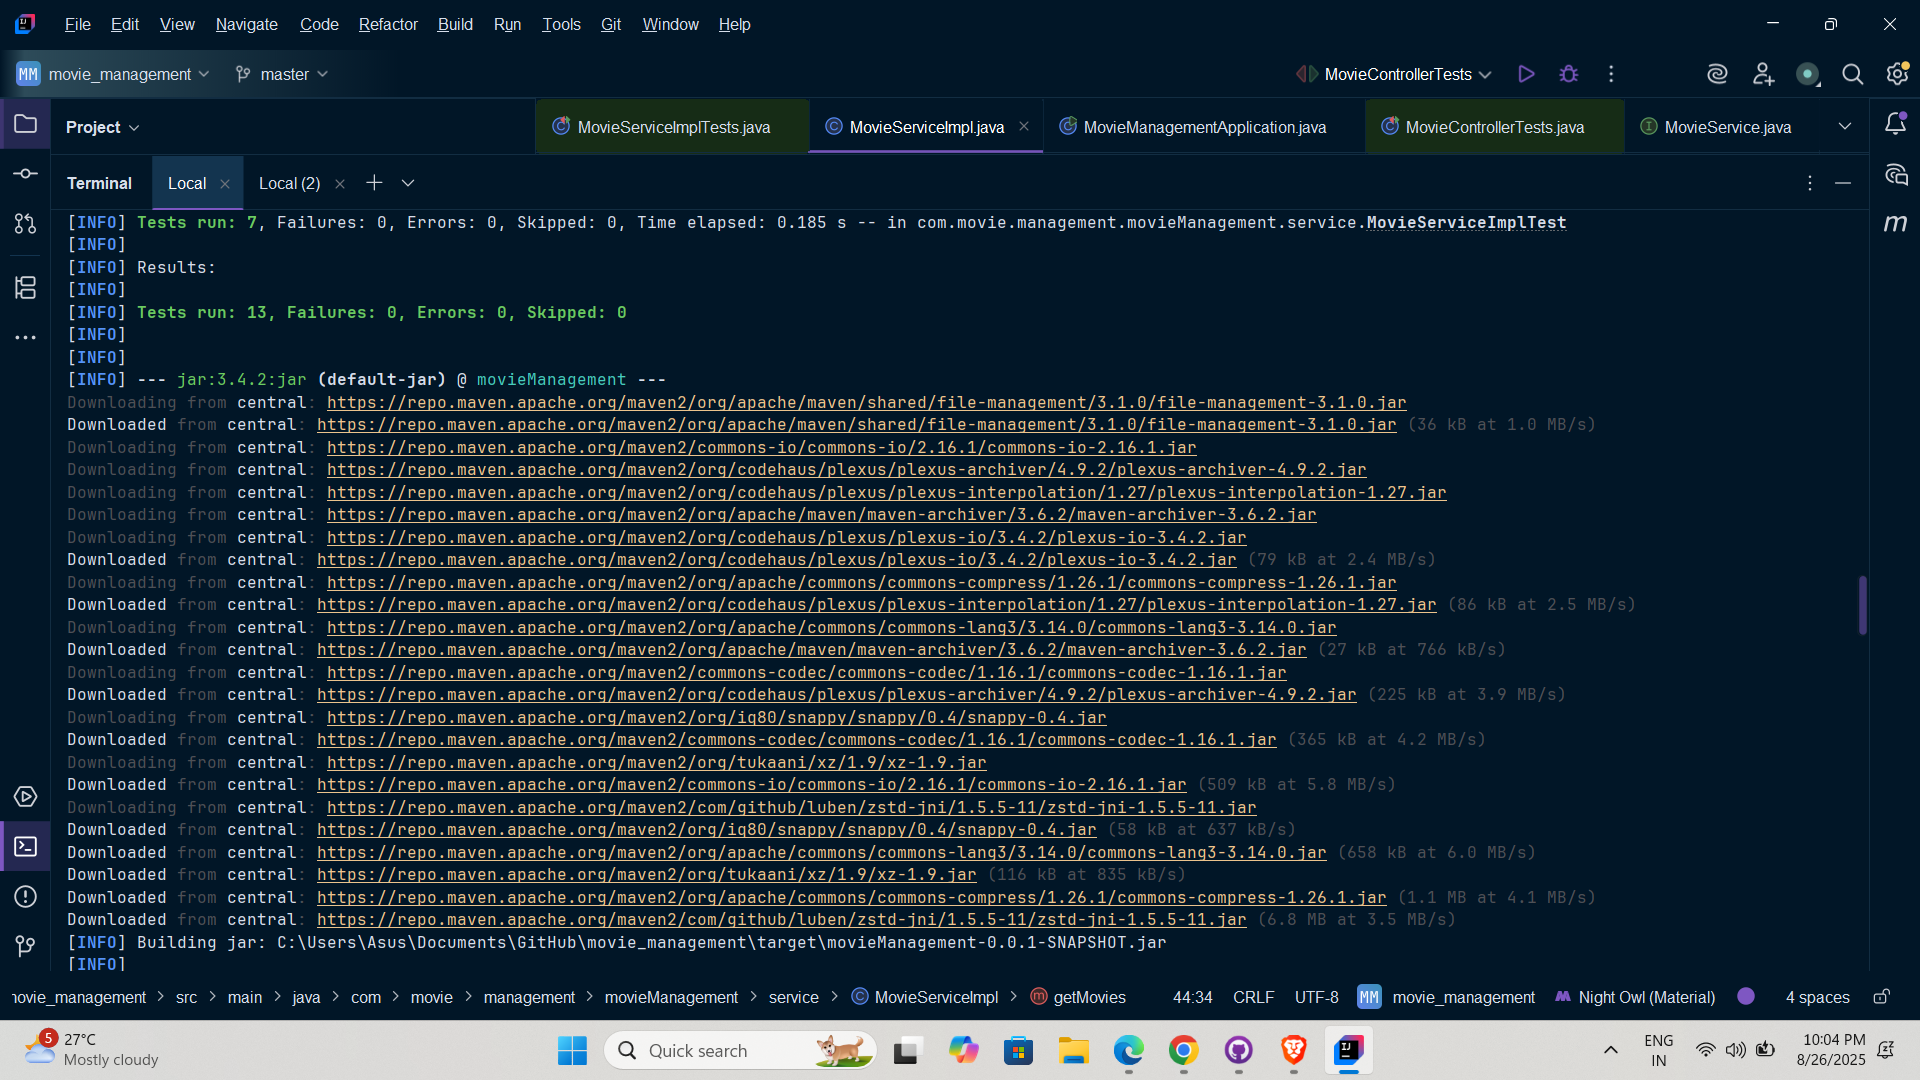 File Edit View Navigate Code Refactor Build Run Tools Git Window Help
MM movie_management master MovieControllerTests
Project MovieServiceImplTests.java MovieServiceImpl.java MovieManagementApplication.java MovieControllerTests.java MovieService.java
Terminal Local Local (2)
[INFO] Tests run: 7, Failures: 0, Errors: 0, Skipped: 0, Time elapsed: 0.185 s -- in com.movie.management.movieManagement.service.MovieServiceImplTest
[INFO]
[INFO] Results:
[INFO]
[INFO] Tests run: 13, Failures: 0, Errors: 0, Skipped: 0
[INFO]
[INFO]
[INFO] --- jar:3.4.2:jar (default-jar) @ movieManagement ---
Downloading from central: https://repo.maven.apache.org/maven2/org/apache/maven/shared/file-management/3.1.0/file-management-3.1.0.jar
Downloaded from central: https://repo.maven.apache.org/maven2/org/apache/maven/shared/file-management/3.1.0/file-management-3.1.0.jar (36 kB at 1.0 MB/s)
Downloading from central: https://repo.maven.apache.org/maven2/commons-io/commons-io/2.16.1/commons-io-2.16.1.jar
Downloading from central: https://repo.maven.apache.org/maven2/org/codehaus/plexus/plexus-archiver/4.9.2/plexus-archiver-4.9.2.jar
Downloading from central: https://repo.maven.apache.org/maven2/org/codehaus/plexus/plexus-interpolation/1.27/plexus-interpolation-1.27.jar
Downloading from central: https://repo.maven.apache.org/maven2/org/apache/maven/maven-archiver/3.6.2/maven-archiver-3.6.2.jar
Downloading from central: https://repo.maven.apache.org/maven2/org/codehaus/plexus/plexus-io/3.4.2/plexus-io-3.4.2.jar
Downloaded from central: https://repo.maven.apache.org/maven2/org/codehaus/plexus/plexus-io/3.4.2/plexus-io-3.4.2.jar (79 kB at 2.4 MB/s)
Downloading from central: https://repo.maven.apache.org/maven2/org/apache/commons/commons-compress/1.26.1/commons-compress-1.26.1.jar
Downloaded from central: https://repo.maven.apache.org/maven2/org/codehaus/plexus/plexus-interpolation/1.27/plexus-interpolation-1.27.jar (86 kB at 2.5 MB/s)
Downloading from central: https://repo.maven.apache.org/maven2/org/apache/commons/commons-lang3/3.14.0/commons-lang3-3.14.0.jar
Downloaded from central: https://repo.maven.apache.org/maven2/org/apache/maven/maven-archiver/3.6.2/maven-archiver-3.6.2.jar (27 kB at 766 kB/s)
Downloading from central: https://repo.maven.apache.org/maven2/commons-codec/commons-codec/1.16.1/commons-codec-1.16.1.jar
Downloaded from central: https://repo.maven.apache.org/maven2/org/codehaus/plexus/plexus-archiver/4.9.2/plexus-archiver-4.9.2.jar (225 kB at 3.9 MB/s)
Downloading from central: https://repo.maven.apache.org/maven2/org/iq80/snappy/snappy/0.4/snappy-0.4.jar
Downloaded from central: https://repo.maven.apache.org/maven2/commons-codec/commons-codec/1.16.1/commons-codec-1.16.1.jar (365 kB at 4.2 MB/s)
Downloading from central: https://repo.maven.apache.org/maven2/org/tukaani/xz/1.9/xz-1.9.jar
Downloaded from central: https://repo.maven.apache.org/maven2/commons-io/commons-io/2.16.1/commons-io-2.16.1.jar (509 kB at 5.8 MB/s)
Downloading from central: https://repo.maven.apache.org/maven2/com/github/luben/zstd-jni/1.5.5-11/zstd-jni-1.5.5-11.jar
Downloaded from central: https://repo.maven.apache.org/maven2/org/iq80/snappy/snappy/0.4/snappy-0.4.jar (58 kB at 637 kB/s)
Downloaded from central: https://repo.maven.apache.org/maven2/org/apache/commons/commons-lang3/3.14.0/commons-lang3-3.14.0.jar (658 kB at 6.0 MB/s)
Downloaded from central: https://repo.maven.apache.org/maven2/org/tukaani/xz/1.9/xz-1.9.jar (116 kB at 835 kB/s)
Downloaded from central: https://repo.maven.apache.org/maven2/org/apache/commons/commons-compress/1.26.1/commons-compress-1.26.1.jar (1.1 MB at 4.1 MB/s)
Downloaded from central: https://repo.maven.apache.org/maven2/com/github/luben/zstd-jni/1.5.5-11/zstd-jni-1.5.5-11.jar (6.8 MB at 3.5 MB/s)
[INFO] Building jar: C:\Users\Asus\Documents\GitHub\movie_management\target\movieManagement-0.0.1-SNAPSHOT.jar
[INFO]
movie_management > src > main > java > com > movie > management > movieManagement > service > MovieServiceImpl > getMovies 44:34 CRLF UTF-8 MM movie_management Night Owl (Material) 4 spaces
5 27°C Quick search ENG 10:04 PM
Mostly cloudy IN 8/26/2025